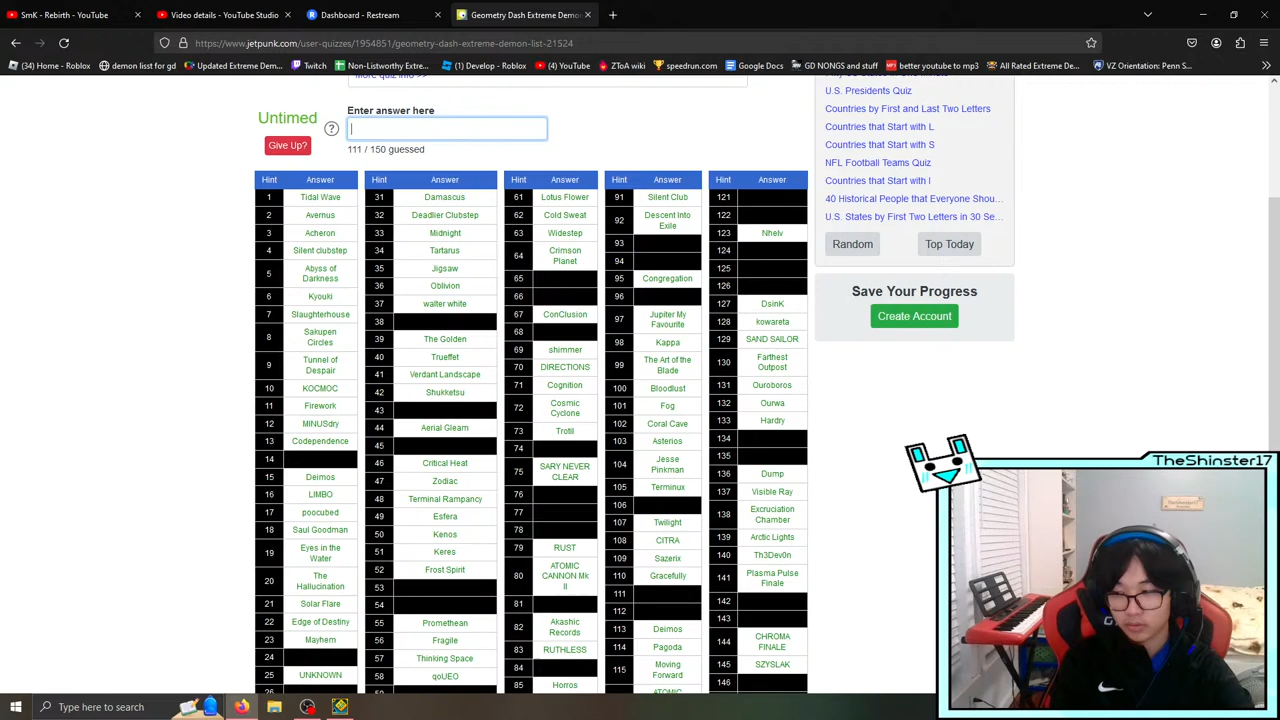 SmK - Rebirth - YouTube
Video details - YouTube Studio
Dashboard - Restream
Geometry Dash Extreme Demon
https://www.jetpunk.com/user-quizzes/1954851/geometry-dash-extreme-demon-list-21524
(34) Home - Roblox
demon lisst for gd
Updated Extreme Dem...
Twitch
Non-Listworthy Extre...
(1) Develop - Roblox
(4) YouTube
ZToA wiki
speedrun.com
Google Docs
GD NONGS and stuff
better youtube to mp3
All Rated Extreme De...
VZ Orientation: Penn S...
More quiz info >>
Untimed
Give Up?
?
Enter answer here
111 / 150 guessed
Hint Answer
1 Tidal Wave
2 Avernus
3 Acheron
4 Silent clubstep
5 Abyss of
Darkness
6 Kyouki
7 Slaughterhouse
8 Sakupen
Circles
9 Tunnel of
Despair
10 KOCMOC
11 Firework
12 MINUSdry
13 Codependence
14
15 Deimos
16 LIMBO
17 poocubed
18 Saul Goodman
19 Eyes in the
Water
20 The
Hallucination
21 Solar Flare
22 Edge of Destiny
23 Mayhem
24
25 UNKNOWN
26
Hint Answer
31 Damascus
32 Deadlier Clubstep
33 Midnight
34 Tartarus
35 Jigsaw
36 Oblivion
37 walter white
38
39 The Golden
40 Trueffet
41 Verdant Landscape
42 Shukketsu
43
44 Aerial Gleam
45
46 Critical Heat
47 Zodiac
48 Terminal Rampancy
49 Esfera
50 Kenos
51 Keres
52 Frost Spirit
53
54
55 Promethean
56 Fragile
57 Thinking Space
58 qoUEO
Hint Answer
61 Lotus Flower
62 Cold Sweat
63 Widestep
64 Crimson
Planet
65
66
67 ConClusion
68
69 shimmer
70 DIRECTIONS
71 Cognition
72 Cosmic
Cyclone
73 Trotil
74
75 SARY NEVER
CLEAR
76
77
78
79 RUST
80 ATOMIC
CANNON Mk
II
81
82 Akashic
Records
83 RUTHLESS
84
85 Horros
Hint Answer
91 Silent Club
92 Descent Into
Exile
93
94
95 Congregation
96
97 Jupiter My
Favourite
98 Kappa
99 The Art of the
Blade
100 Bloodlust
101 Fog
102 Coral Cave
103 Asterios
104 Jesse
Pinkman
105 Terminux
106
107 Twilight
108 CITRA
109 Sazerix
110 Gracefully
111
112
113 Deimos
114 Pagoda
115 Moving
Forward
ATOMIC
Hint Answer
121
122
123 Nhelv
124
125
126
127 DsinK
128 kowareta
129 SAND SAILOR
130 Farthest
Outpost
131 Ouroboros
132 Ourwa
133 Hardry
134
135
136 Dump
137 Visible Ray
138 Excruciation
Chamber
139 Arctic Lights
140 Th3Dev0n
141 Plasma Pulse
Finale
142
143
144 CHROMA
FINALE
145 SZYSLAK
146
U.S. Presidents Quiz
Countries by First and Last Two Letters
Countries that Start with L
Countries that Start with S
NFL Football Teams Quiz
Countries that Start with I
40 Historical People that Everyone Shou...
U.S. States by First Two Letters in 30 Se...
Random
Top Today
Save Your Progress
Create Account
TheShinster17
Type here to search